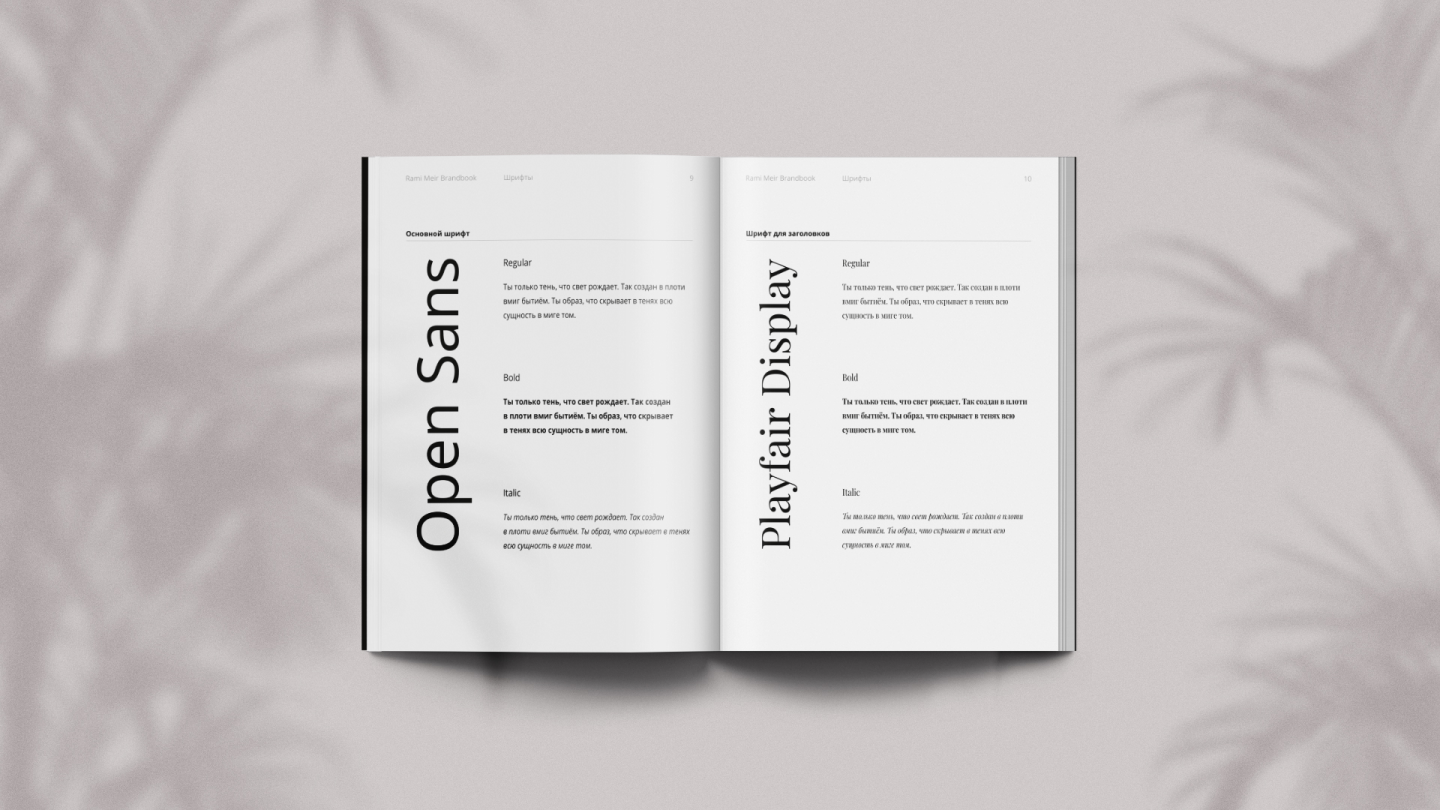 Rami Meir Brandbook
Шрифты
9
Основной шрифт
Open Sans
Regular
Ты только тень, что свет рождает. Так создан в плоти
вмиг бытиём. Ты образ, что скрывает в тенях всю
сущность в миге том.
Bold
Ты только тень, что свет рождает. Так создан
в плоти вмиг бытиём. Ты образ, что скрывает
в тенях всю сущность в миге том.
Italic
Ты только тень, что свет рождает. Так создан
в плоти вмиг бытиём. Ты образ, что скрывает в тенях
всю сущность в миге том.
Rami Meir Brandbook
Шрифты
10
Шрифт для заголовков
Playfair Display
Regular
Ты только тень, что свет рождает. Так создан в плоти
вмиг бытиём. Ты образ, что скрывает в тенях всю
сущность в миге том.
Bold
Ты только тень, что свет рождает. Так создан в плоти
вмиг бытиём. Ты образ, что скрывает в тенях всю
сущность в миге том.
Italic
Ты только тень, что свет рождает. Так создан в плоти
вмиг бытиём. Ты образ, что скрывает в тенях всю
сущность в миге том.